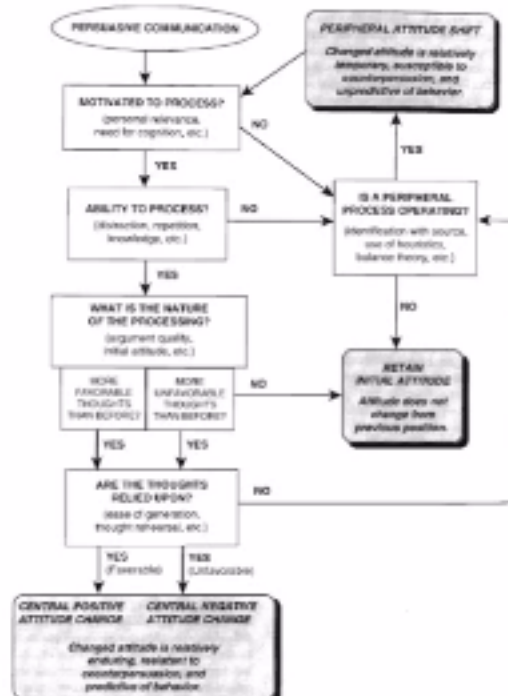 PERSUASIVE COMMUNICATION
PERIPHERAL ATTITUDE SHIFT
Changed attitude is relatively
temporary, susceptible to
counterpersuasion, and
unpredictive of behavior.
MOTIVATED TO PROCESS?
(personal relevance,
need for cognition, etc.)
NO
YES
YES
ABILITY TO PROCESS?
(distraction, repetition,
knowledge, etc.)
NO
IS A PERIPHERAL
PROCESS OPERATING?
(identification with source,
use of heuristics,
balance theory, etc.)
YES
NO
WHAT IS THE NATURE
OF THE PROCESSING?
(argument quality,
initial attitude, etc.)
MORE
FAVORABLE
THOUGHTS
THAN BEFORE?
MORE
UNFAVORABLE
THOUGHTS
THAN BEFORE?
NO
RETAIN
INITIAL ATTITUDE
Attitude does not
change from
previous position.
YES
YES
ARE THE THOUGHTS
RELIED UPON?
(ease of generation,
thought rehearsal, etc.)
NO
YES
(Favorable)
YES
(Unfavorable)
CENTRAL POSITIVE
ATTITUDE CHANGE
CENTRAL NEGATIVE
ATTITUDE CHANGE
Changed attitude is relatively
enduring, resistant to
counterpersuasion, and
predictive of behavior.